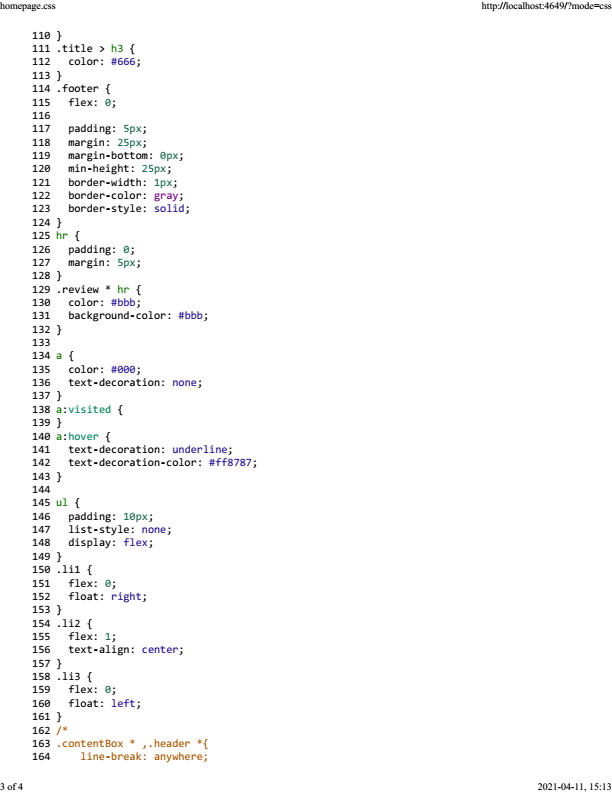 homepage.css http://localhost:4649/?mode=css
110 }
111 .title > h3 {
112   color: #666;
113 }
114 .footer {
115   flex: 0;
116
117   padding: 5px;
118   margin: 25px;
119   margin-bottom: 0px;
120   min-height: 25px;
121   border-width: 1px;
122   border-color: gray;
123   border-style: solid;
124 }
125 hr {
126   padding: 0;
127   margin: 5px;
128 }
129 .review * hr {
130   color: #bbb;
131   background-color: #bbb;
132 }
133
134 a {
135   color: #000;
136   text-decoration: none;
137 }
138 a:visited {
139 }
140 a:hover {
141   text-decoration: underline;
142   text-decoration-color: #ff8787;
143 }
144
145 ul {
146   padding: 10px;
147   list-style: none;
148   display: flex;
149 }
150 .li1 {
151   flex: 0;
152   float: right;
153 }
154 .li2 {
155   flex: 1;
156   text-align: center;
157 }
158 .li3 {
159   flex: 0;
160   float: left;
161 }
162 /*
163 .contentBox * ,.header *{
164     line-break: anywhere;
3 of 4 2021-04-11, 15:13